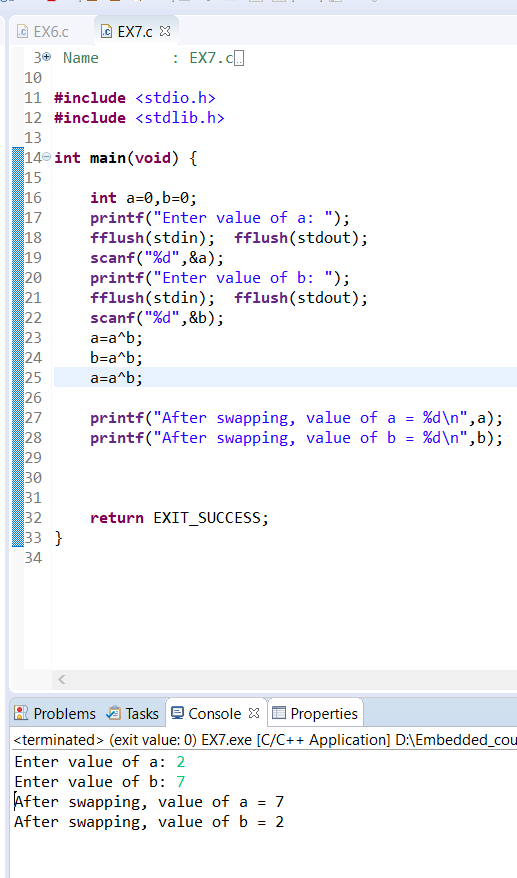 EX6.c EX7.c
3 Name : EX7.c..
10
11 #include <stdio.h>
12 #include <stdlib.h>
13
14 int main(void) {
15
16 int a=0,b=0;
17 printf("Enter value of a: ");
18 fflush(stdin); fflush(stdout);
19 scanf("%d",&a);
20 printf("Enter value of b: ");
21 fflush(stdin); fflush(stdout);
22 scanf("%d",&b);
23 a=a^b;
24 b=a^b;
25 a=a^b;
26
27 printf("After swapping, value of a = %d\n",a);
28 printf("After swapping, value of b = %d\n",b);
29
30
31
32 return EXIT_SUCCESS;
33 }
34
Problems Tasks Console Properties
<terminated> (exit value: 0) EX7.exe [C/C++ Application] D:\Embedded_cou
Enter value of a: 2
Enter value of b: 7
After swapping, value of a = 7
After swapping, value of b = 2